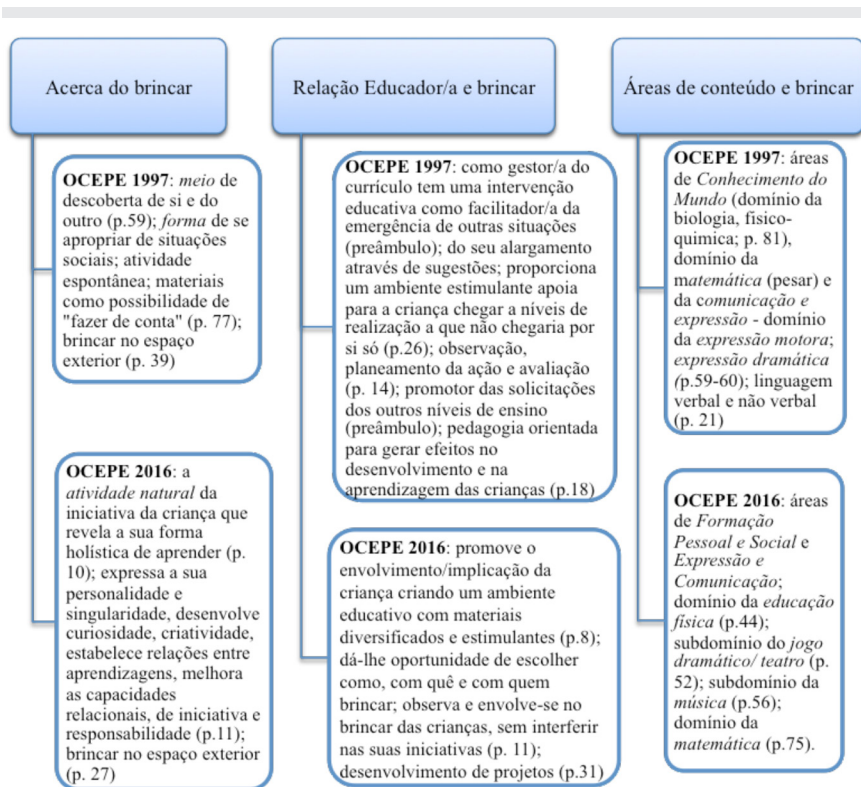 Acerca do brincar
OCEPE 1997: meio de
descoberta de si e do
outro (p.59); forma de se
apropriar de situações
sociais; atividade
espontânea; materiais
como possibilidade de
"fazer de conta" (p. 77);
brincar no espaço
exterior (p. 39)
OCEPE 2016: a
atividade natural da
iniciativa da criança que
revela a sua forma
holística de aprender (p.
10); expressa a sua
personalidade e
singularidade, desenvolve
curiosidade, criatividade,
estabelece relações entre
aprendizagens, melhora
as capacidades
relacionais, de iniciativa e
responsabilidade (p.11);
brincar no espaço exterior
(p. 27)
Relação Educador/a e brincar
OCEPE 1997: como gestor/a do
currículo tem uma intervenção
educativa como facilitador/a da
emergência de outras situações
(preâmbulo); do seu alargamento
através de sugestões; proporciona
um ambiente estimulante apoia
para a criança chegar a níveis de
realização a que não chegaria por
si só (p.26); observação,
planeamento da ação e avaliação
(p. 14); promotor das solicitações
dos outros níveis de ensino
(preâmbulo); pedagogia orientada
para gerar efeitos no
desenvolvimento e na
aprendizagem das crianças (p.18)
OCEPE 2016: promove o
envolvimento/implicação da
criança criando um ambiente
educativo com materiais
diversificados e estimulantes (p.8);
dá-lhe oportunidade de escolher
como, com quê e com quem
brincar; observa e envolve-se no
brincar das crianças, sem interferir
nas suas iniciativas (p. 11);
desenvolvimento de projetos (p.31)
Áreas de conteúdo e brincar
OCEPE 1997: áreas
de Conhecimento do
Mundo (domínio da
biologia, fisico-
quimica; p. 81),
domínio da
matemática (pesar) e
da comunicação e
expressão - domínio
da expressão motora;
expressão dramática
(p.59-60); linguagem
verbal e não verbal
(p. 21)
OCEPE 2016: áreas
de Formação
Pessoal e Social e
Expressão e
Comunicação;
domínio da educação
física (p.44);
subdomínio do jogo
dramático/ teatro (p.
52); subdomínio da
música (p.56);
domínio da
matemática (p.75).